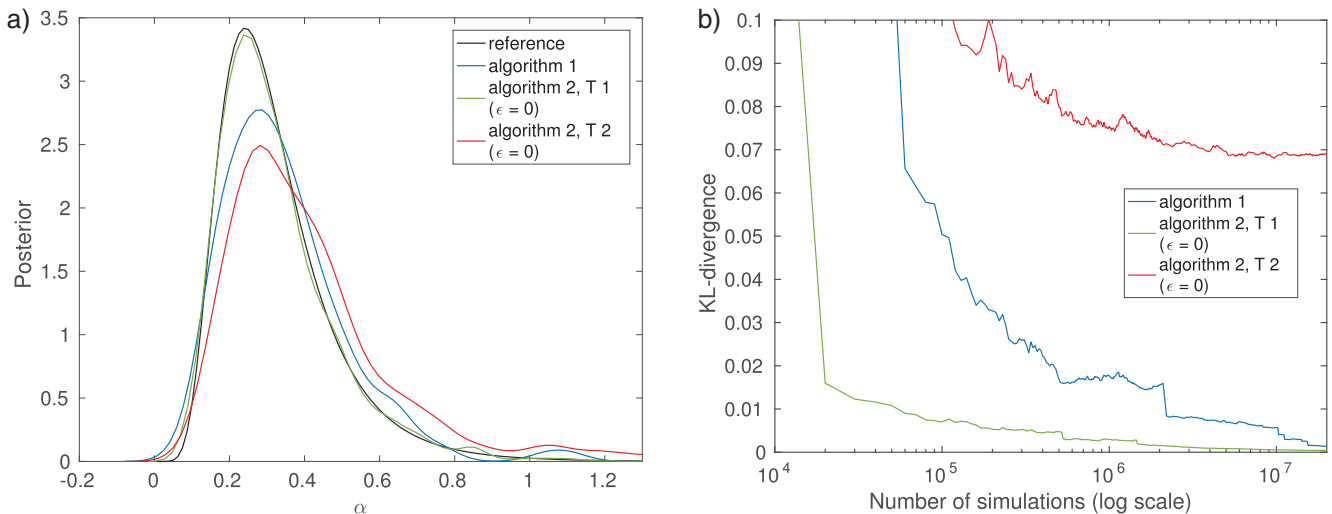 a)
3.5
3
2.5
2
1.5
1
0.5
0
Posterior
-0.2 0 0.2 0.4 0.6 0.8 1 1.2
α
reference
algorithm 1
algorithm 2, T 1
(ϵ = 0)
algorithm 2, T 2
(ϵ = 0)
b)
0.1
0.09
0.08
0.07
0.06
0.05
0.04
0.03
0.02
0.01
0
KL-divergence
10^4 10^5 10^6 10^7
Number of simulations (log scale)
algorithm 1
algorithm 2, T 1
(ϵ = 0)
algorithm 2, T 2
(ϵ = 0)